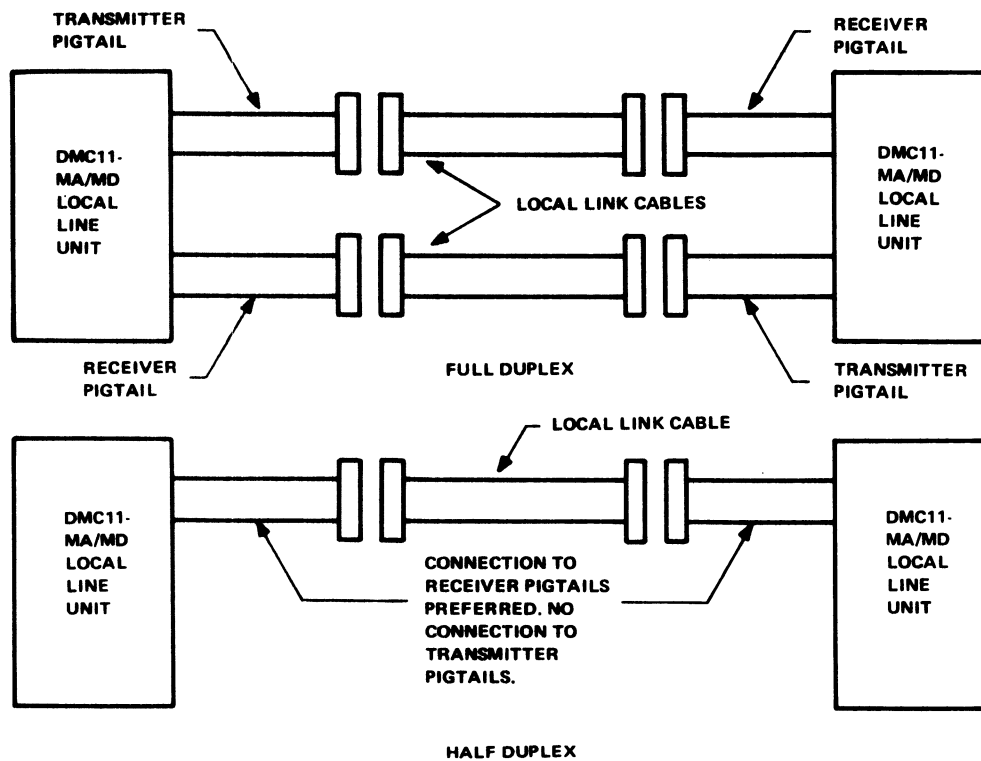 TRANSMITTER
PIGTAIL
RECEIVER
PIGTAIL
DMC11-
MA/MD
LOCAL
LINE
UNIT
LOCAL LINK CABLES
DMC11-
MA/MD
LOCAL
LINE
UNIT
RECEIVER
PIGTAIL
FULL DUPLEX
TRANSMITTER
PIGTAIL
LOCAL LINK CABLE
DMC11-
MA/MD
LOCAL
LINE
UNIT
CONNECTION TO
RECEIVER PIGTAILS
PREFERRED. NO
CONNECTION TO
TRANSMITTER
PIGTAILS.
DMC11-
MA/MD
LOCAL
LINE
UNIT
HALF DUPLEX